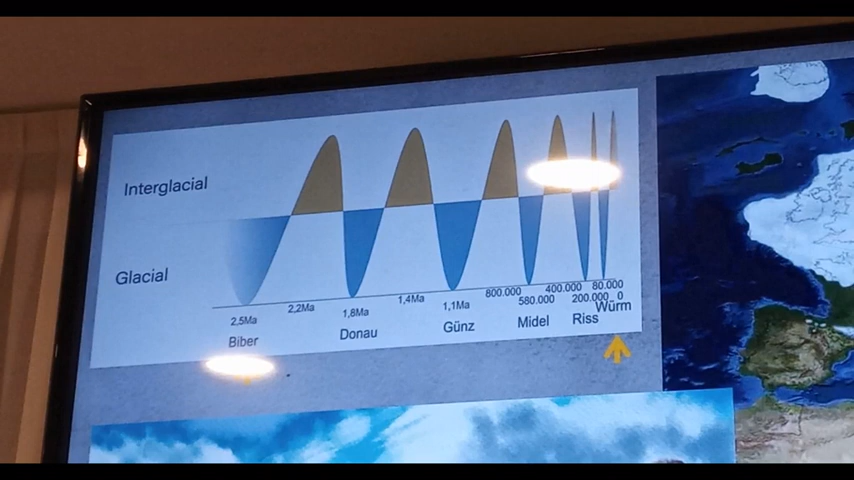 Interglacial
Glacial
2,5Ma
2,2Ma
1,8Ma
1,4Ma
1,1Ma
800.000
580.000
400.000
200.000
80.000
0
Biber
Donau
Günz
Midel
Riss
Würm